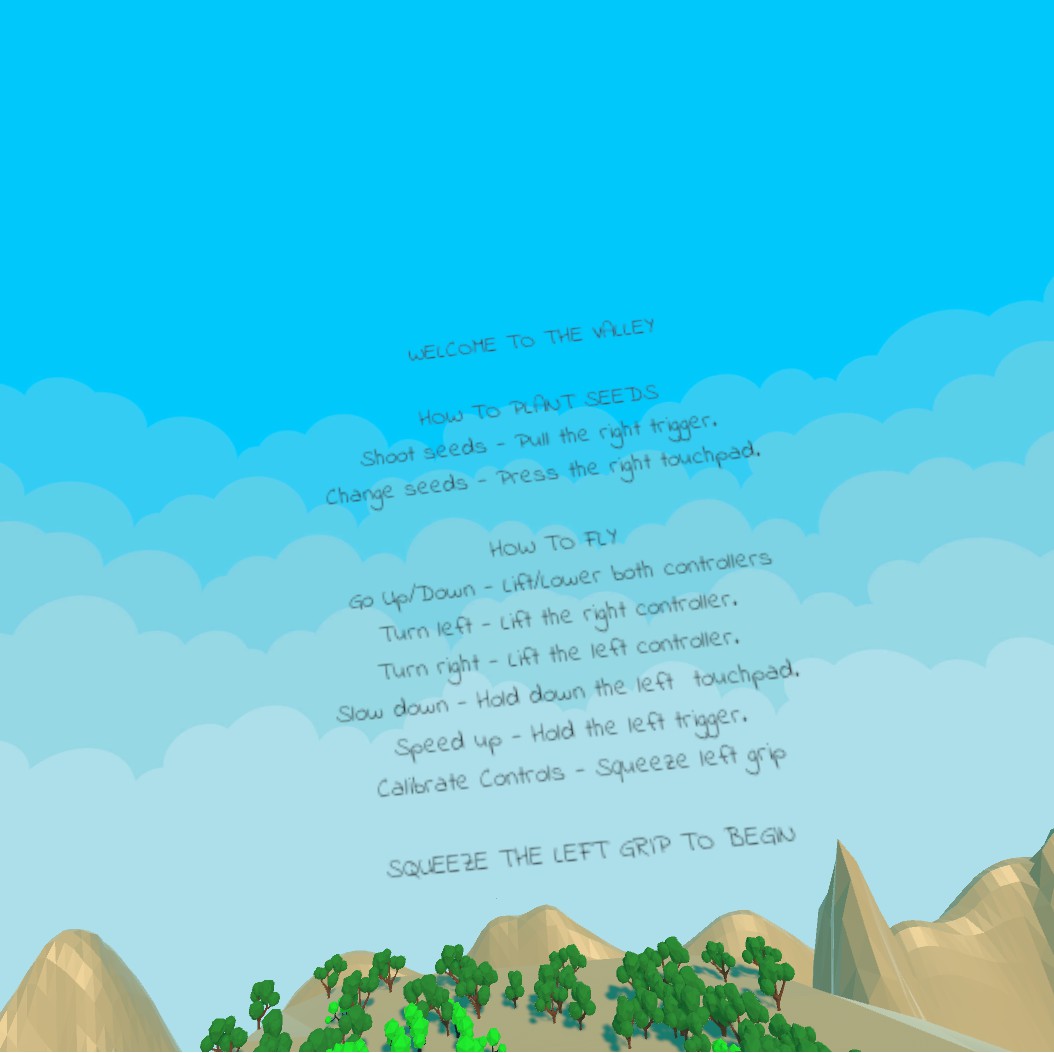 WELCOME TO THE VALLEY
HOW TO PLANT SEEDS
Shoot seeds - Pull the right trigger.
Change seeds - Press the right touchpad.
HOW TO FLY
Go Up/Down - Lift/Lower both controllers
Turn left - Lift the right controller.
Turn right - Lift the left controller.
Slow down - Hold down the left touchpad.
Speed up - Hold the left trigger.
Calibrate Controls - Squeeze left grip
SQUEEZE THE LEFT GRIP TO BEGIN